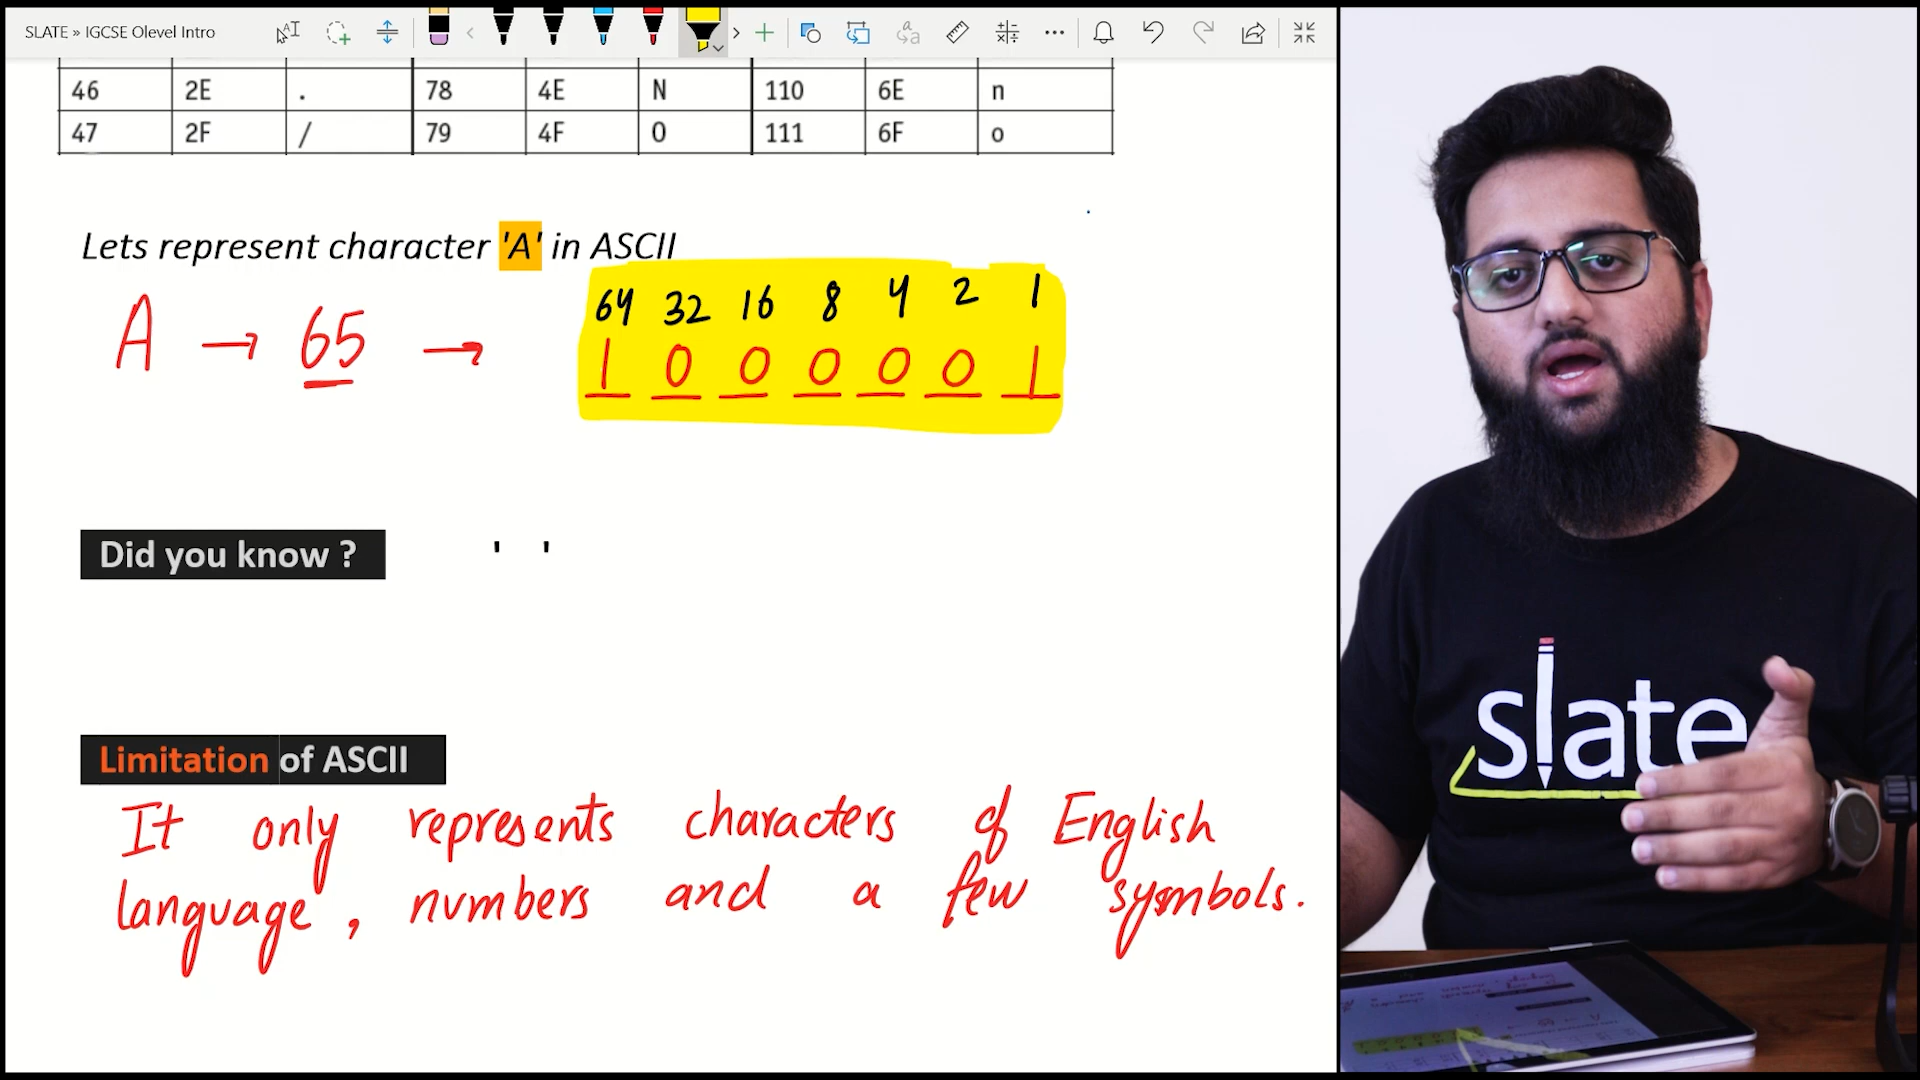 SLATE » IGCSE Olevel Intro
46 2E . 78 4E N 110 6E n
47 2F / 79 4F O 111 6F o
Lets represent character 'A' in ASCII
64 32 16 8 4 2 1
A → 65 → 1 0 0 0 0 0 1
Did you know ? ' '
Limitation of ASCII
It only represents characters of English
language, numbers and a few symbols.
slate